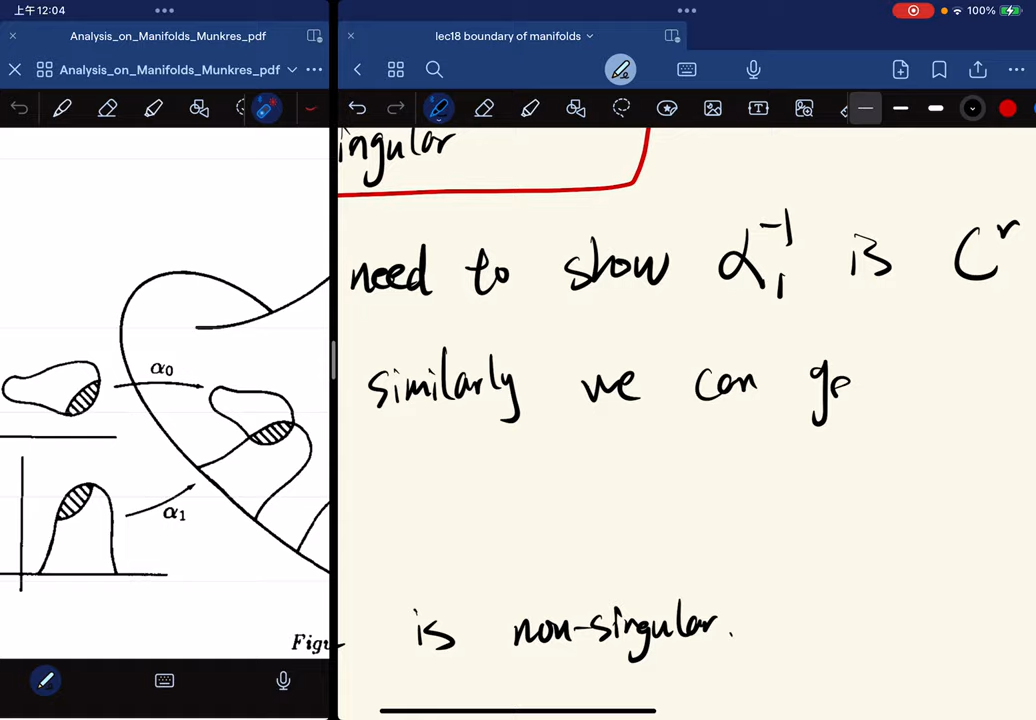 上午12:04
100%
Analysis_on_Manifolds_Munkres_pdf
lec18 boundary of manifolds
Analysis_on_Manifolds_Munkres_pdf
ingular
need to show α₁⁻¹ is Cʳ
similarly we can ge
is non-singular.
α₀
α₁
Figu